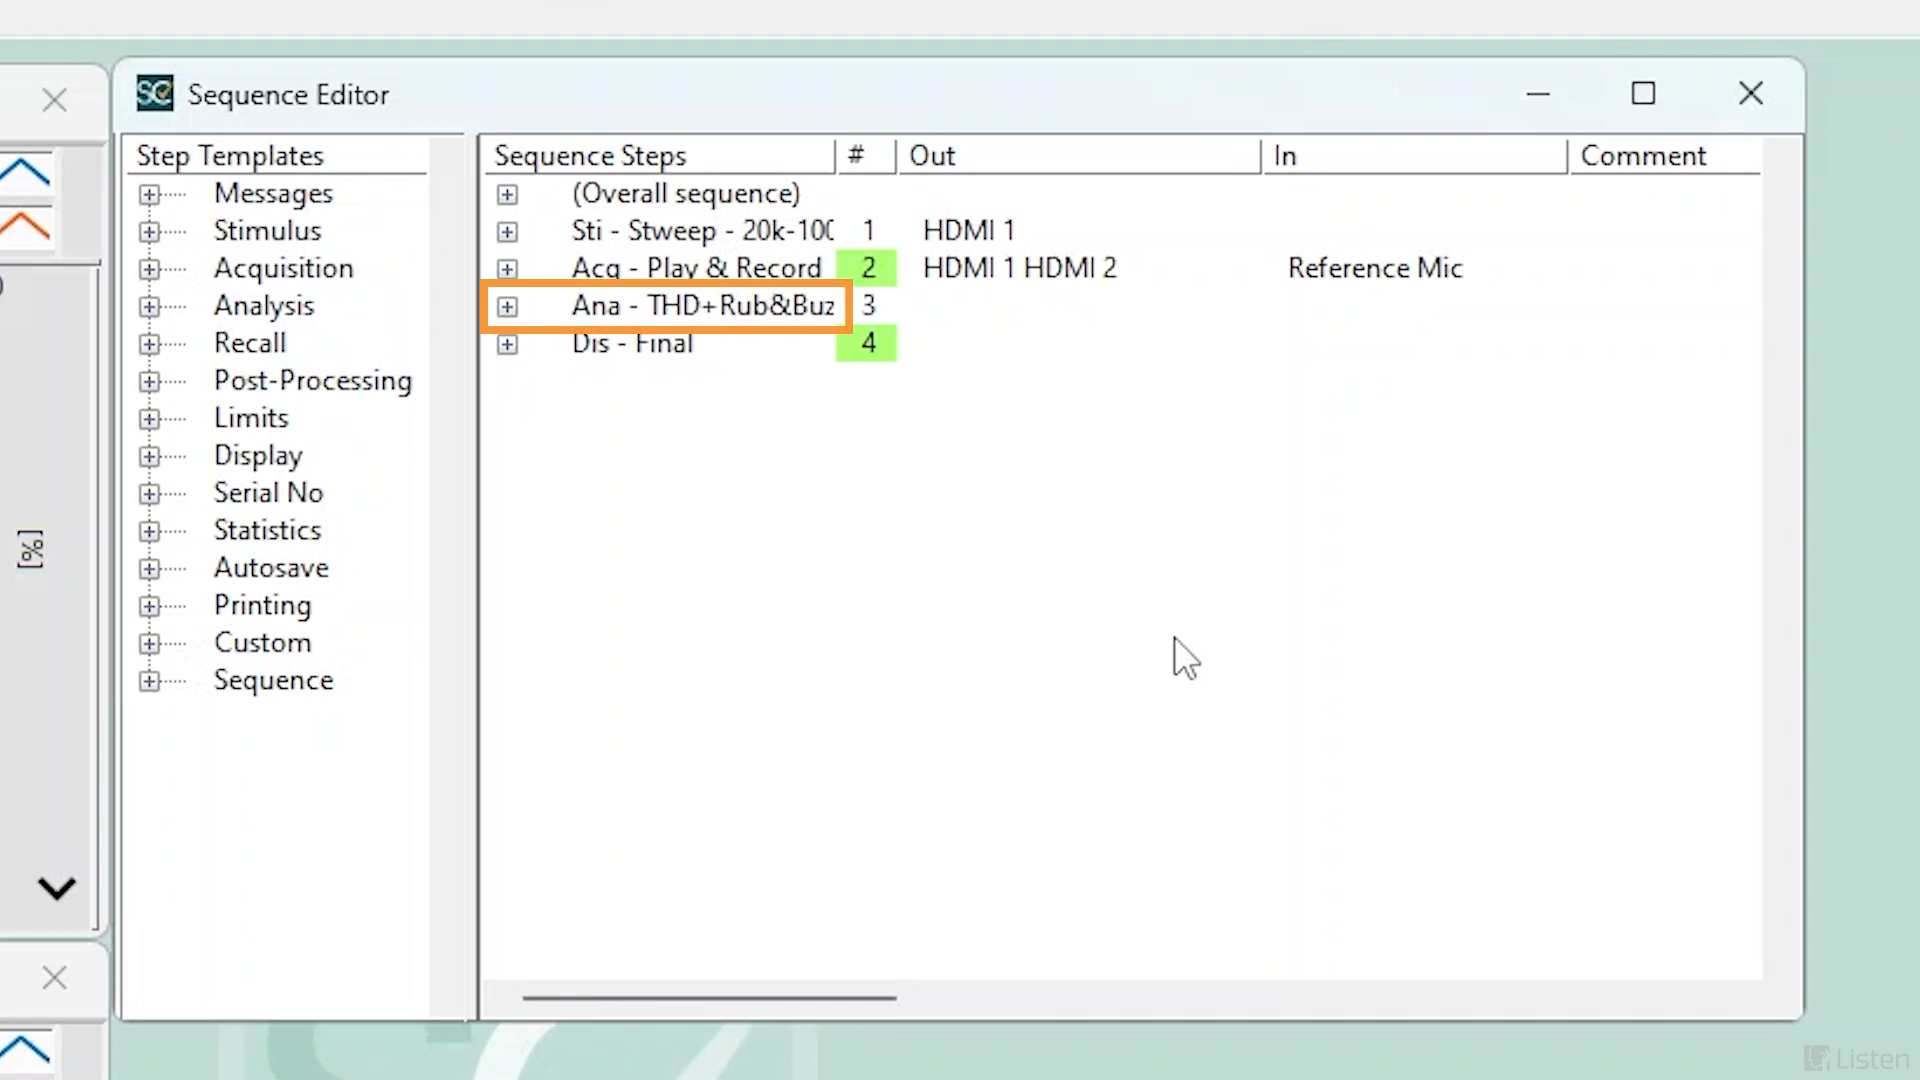 Sequence Editor
Step Templates
Messages
Stimulus
Acquisition
Analysis
Recall
Post-Processing
Limits
Display
Serial No
Statistics
Autosave
Printing
Custom
Sequence
Sequence Steps # Out In Comment
(Overall sequence)
Sti - Stweep - 20k-100 1 HDMI 1
Acq - Play & Record 2 HDMI 1 HDMI 2 Reference Mic
Ana - THD+Rub&Buz 3
Dis - Final 4
[%]
Listen